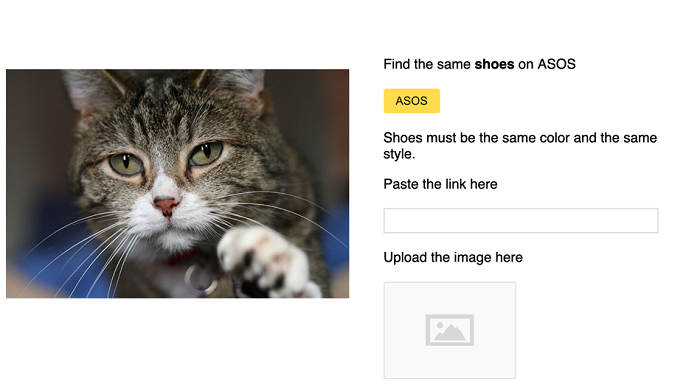 Find the same shoes on ASOS
ASOS
Shoes must be the same color and the same
style.
Paste the link here
Upload the image here